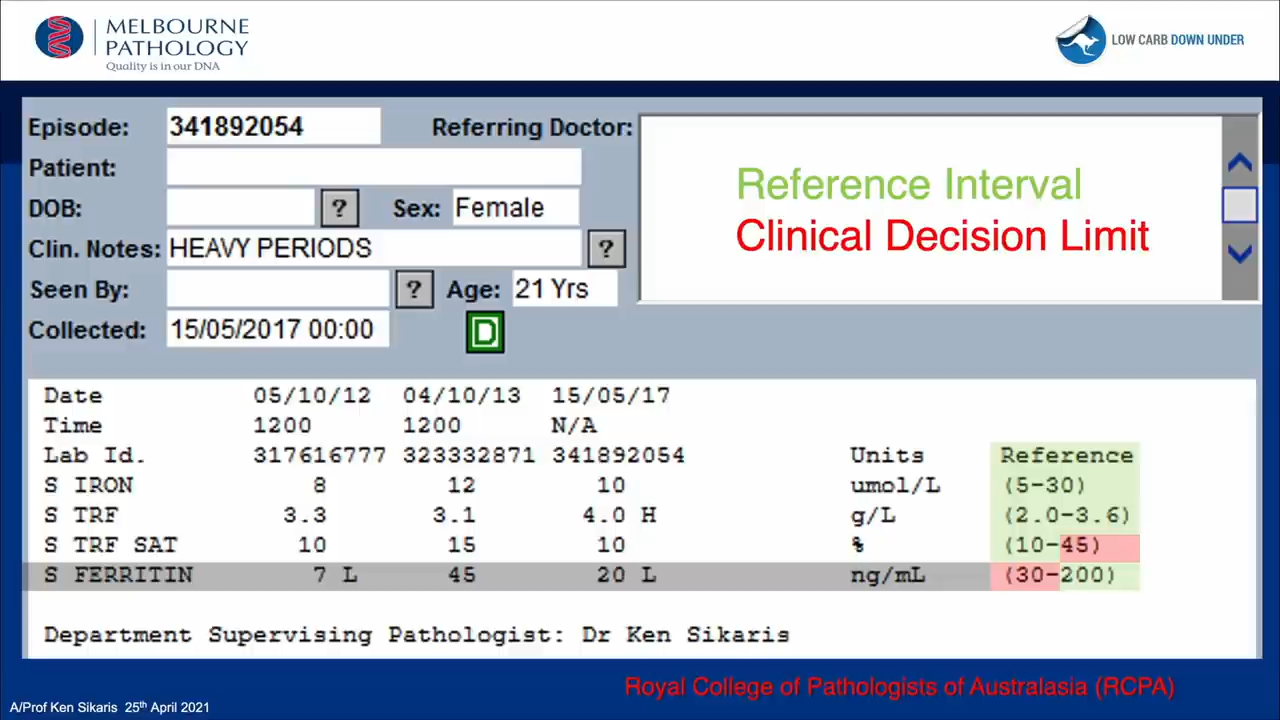 MELBOURNE
PATHOLOGY
Quality is in our DNA
LOW CARB DOWN UNDER
Episode: 341892054 Referring Doctor:
Patient:
DOB: ? Sex: Female
Clin. Notes: HEAVY PERIODS ?
Seen By: ? Age: 21 Yrs
Collected: 15/05/2017 00:00 D
Reference Interval
Clinical Decision Limit
Date 05/10/12 04/10/13 15/05/17
Time 1200 1200 N/A
Lab Id. 317616777 323332871 341892054 Units Reference
S IRON 8 12 10 umol/L (5-30)
S TRF 3.3 3.1 4.0 H g/L (2.0-3.6)
S TRF SAT 10 15 10 % (10-45)
S FERRITIN 7 L 45 20 L ng/mL (30-200)
Department Supervising Pathologist: Dr Ken Sikaris
Royal College of Pathologists of Australasia (RCPA)
A/Prof Ken Sikaris 25th April 2021